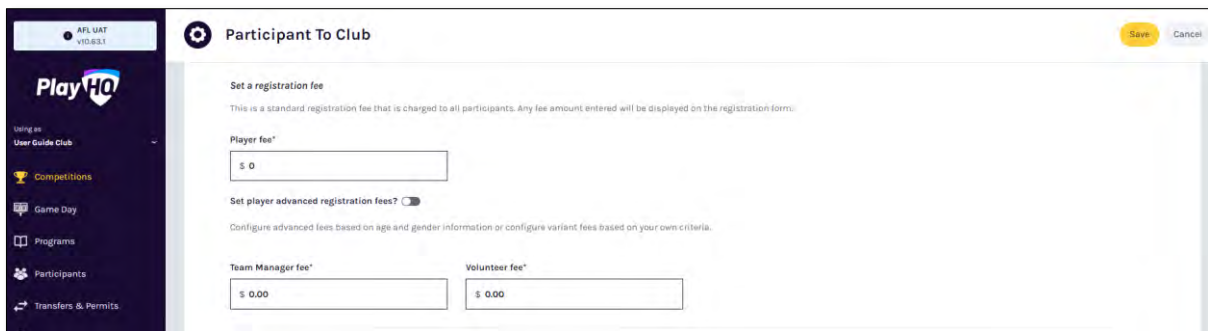 AFL UAT
v10.63.1
PlayHQ
Using as
User Guide Club
Competitions
Game Day
Programs
Participants
Transfers & Permits
Participant To Club
Save
Cancel
Set a registration fee
This is a standard registration fee that is charged to all participants. Any fee amount entered will be displayed on the registration form.
Player fee*
$ 0
Set player advanced registration fees?
Configure advanced fees based on age and gender information or configure variant fees based on your own criteria.
Team Manager fee* Volunteer fee*
$ 0.00 $ 0.00